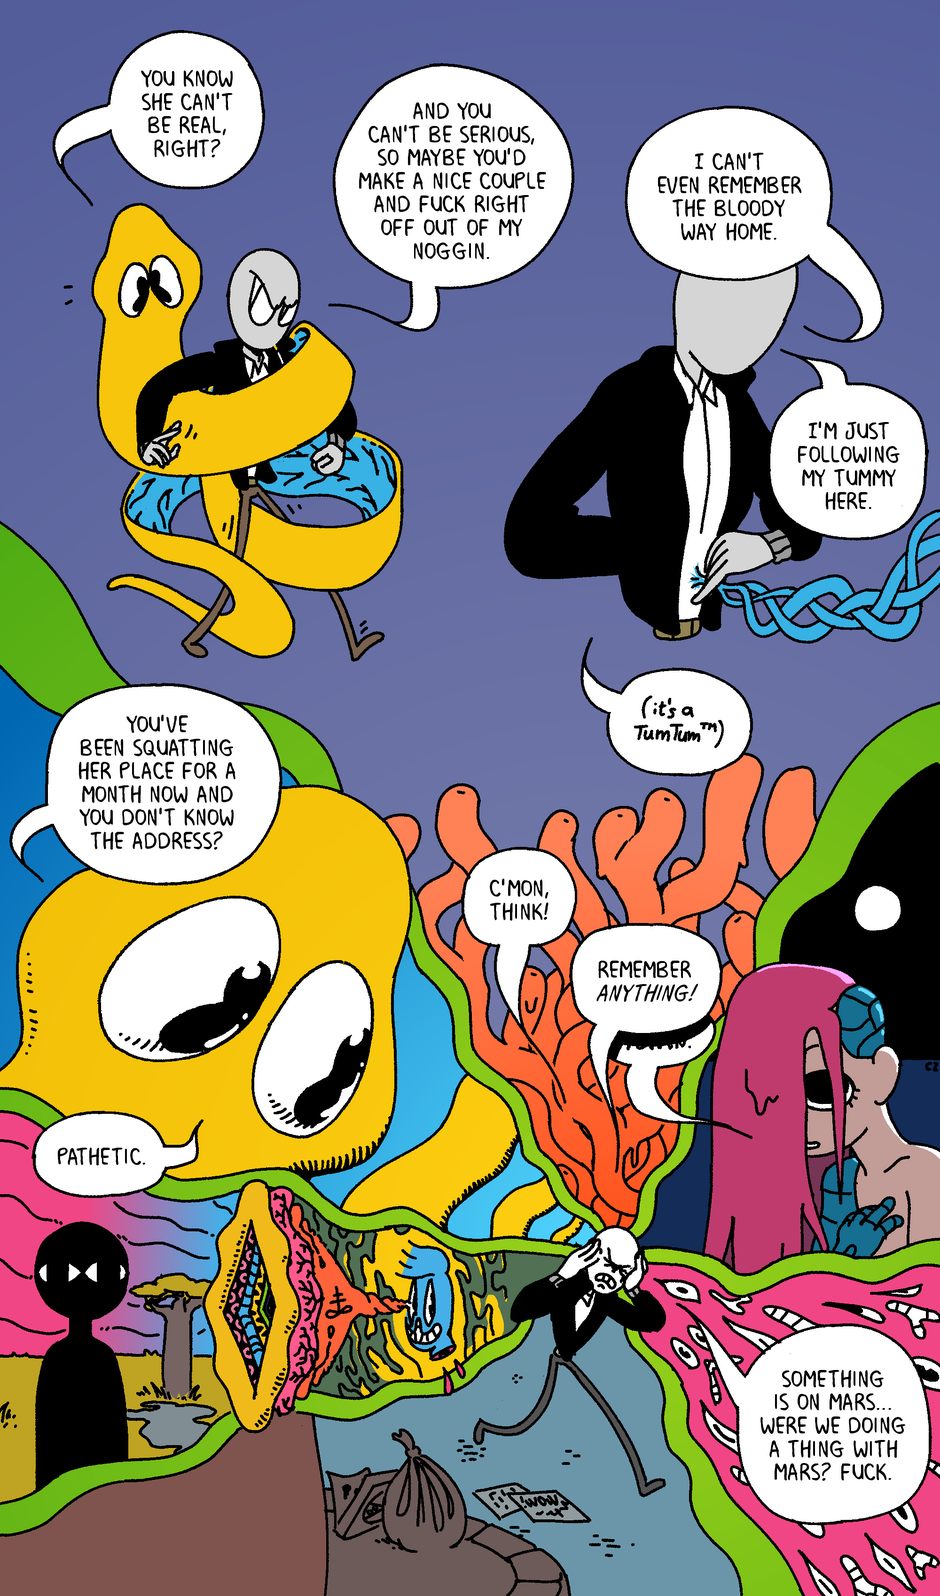 YOU KNOW
SHE CAN'T
BE REAL,
RIGHT?
AND YOU
CAN'T BE SERIOUS,
SO MAYBE YOU'D
MAKE A NICE COUPLE
AND FUCK RIGHT
OFF OUT OF MY
NOGGIN.
I CAN'T
EVEN REMEMBER
THE BLOODY
WAY HOME.
I'M JUST
FOLLOWING
MY TUMMY
HERE.
(it's a
TumTum™)
YOU'VE
BEEN SQUATTING
HER PLACE FOR A
MONTH NOW AND
YOU DON'T KNOW
THE ADDRESS?
C'MON,
THINK!
REMEMBER
ANYTHING!
PATHETIC.
SOMETHING
IS ON MARS...
WERE WE DOING
A THING WITH
MARS? FUCK.
WOW